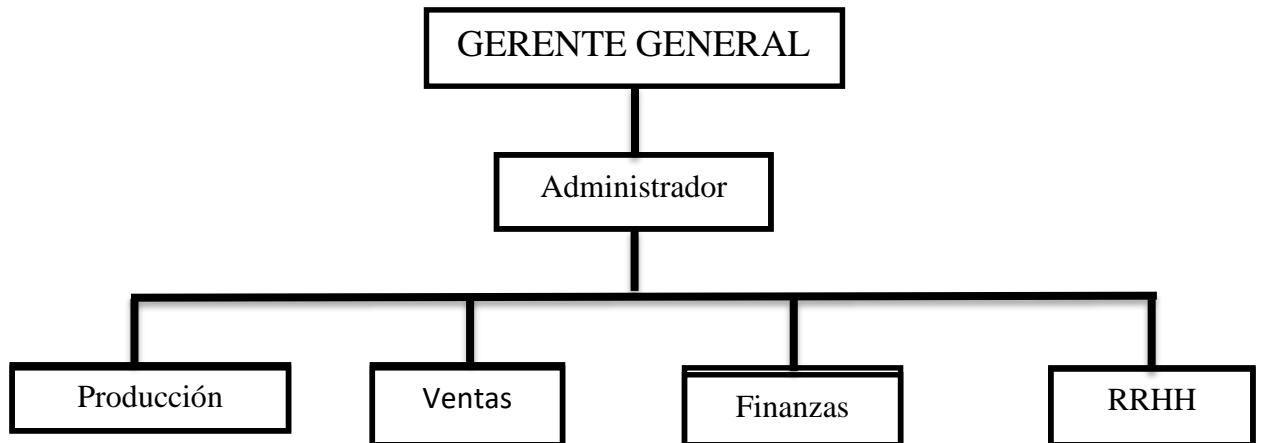 GERENTE GENERAL
Administrador
Producción
Ventas
Finanzas
RRHH